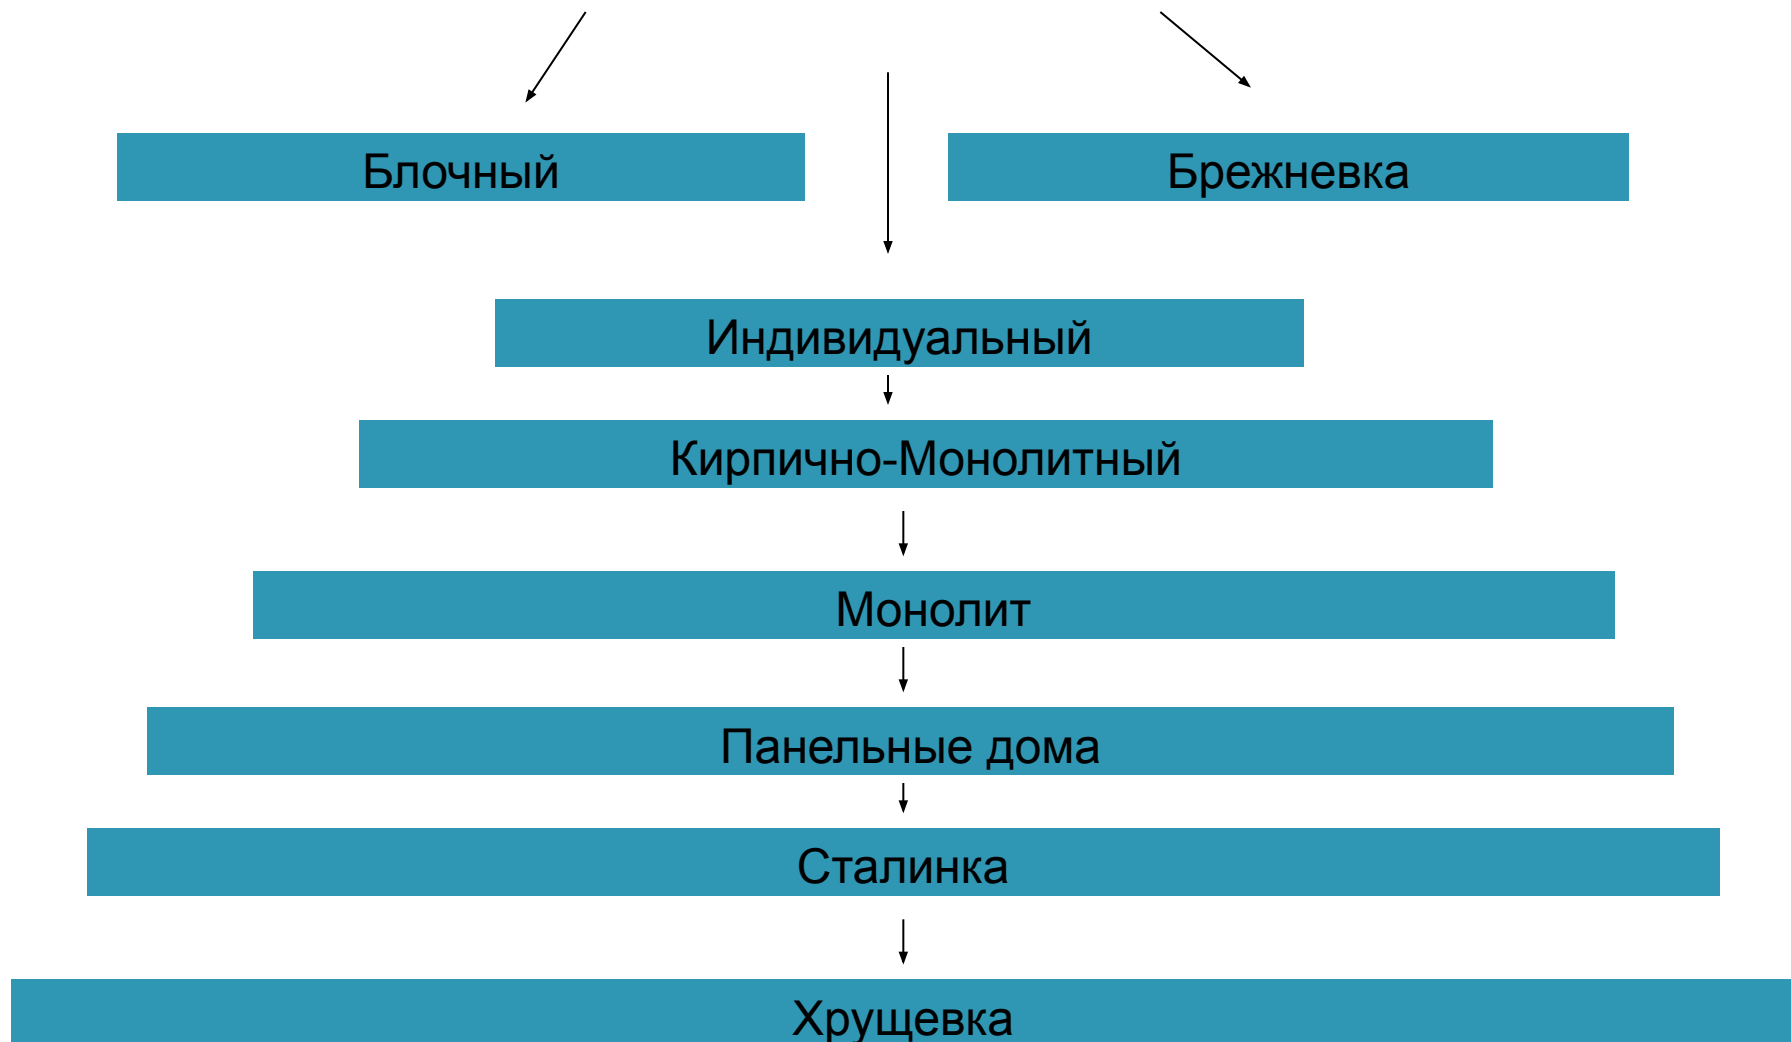 Блочный
Брежневка
Индивидуальный
Кирпично-Монолитный
Монолит
Панельные дома
Сталинка
Хрущевка